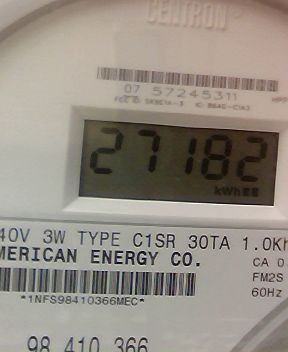 CENTRON
07 57245311
27182
kWh
40V 3W TYPE C1SR 30TA 1.0Kh
MERICAN ENERGY CO.
CA 0
FM2S
60Hz
*1NFS98410366MEC*
98 410 366